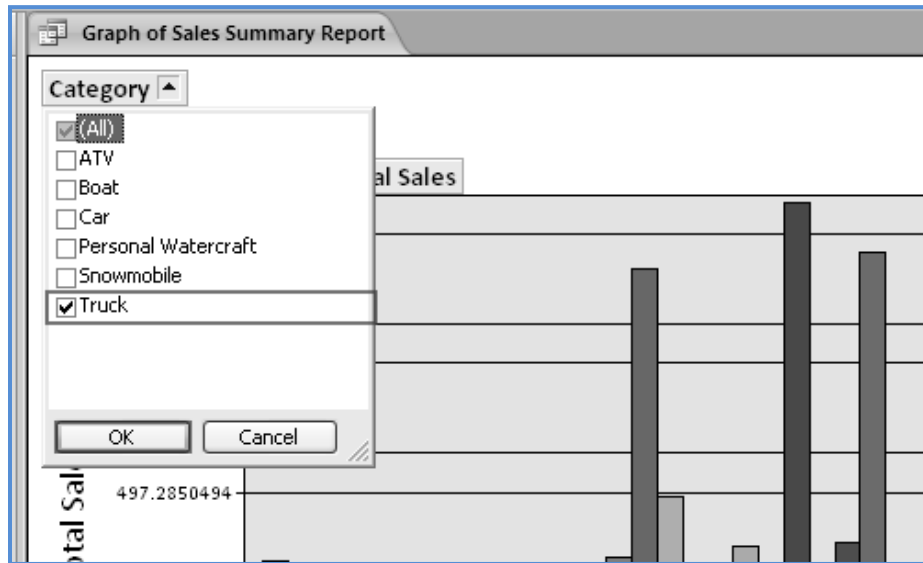 Graph of Sales Summary Report
Category
(All)
ATV
Boat
al Sales
Car
Personal Watercraft
Snowmobile
Truck
OK Cancel
497.2850494
otal Sal